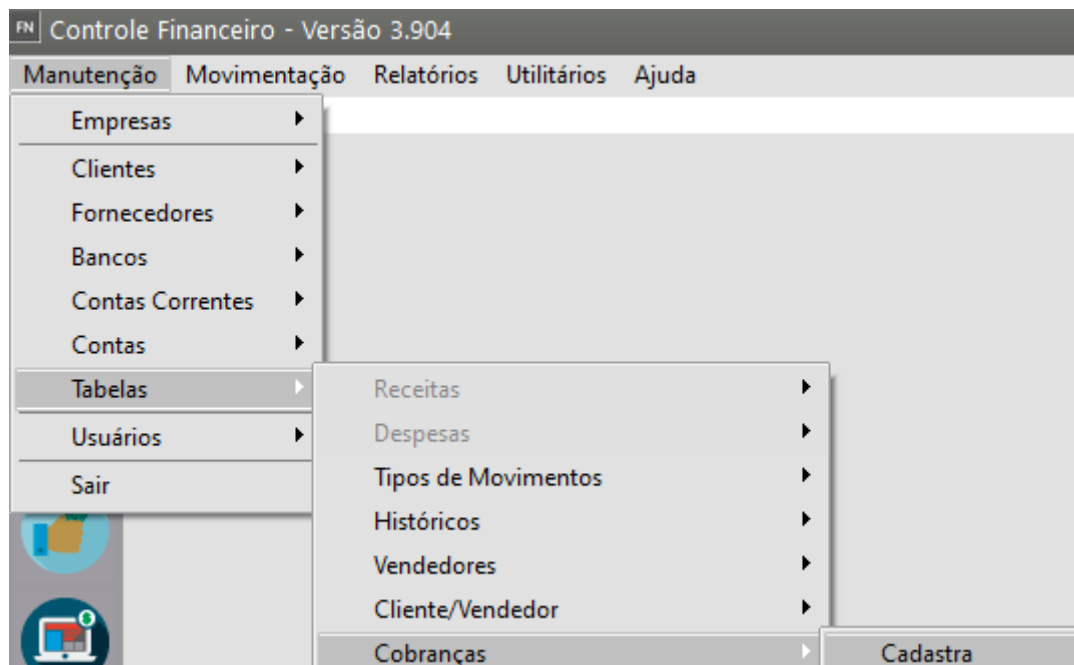 FN Controle Financeiro - Versão 3.904
Manutenção Movimentação Relatórios Utilitários Ajuda
Empresas
Clientes
Fornecedores
Bancos
Contas Correntes
Contas
Tabelas
Usuários
Sair
Receitas
Despesas
Tipos de Movimentos
Históricos
Vendedores
Cliente/Vendedor
Cobranças
Cadastra